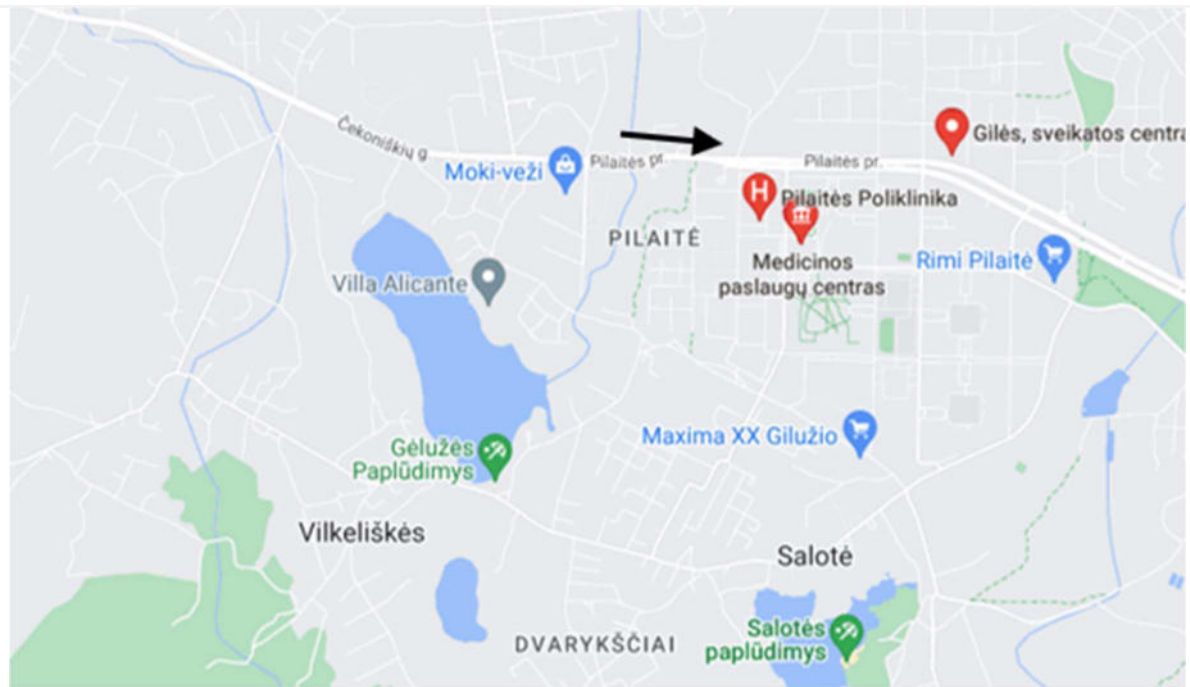 Čekoniškių g.
Moki-veži
Pilaitės pr.
Pilaitės pr.
Gilės, sveikatos centra
Pilaitės Poliklinika
PILAITĖ
Medicinos
paslaugų centras
Rimi Pilaitė
Villa Alicante
Maxima XX Gilužio
Gėlužės
Paplūdimys
Vilkeliškės
Salotė
DVARYKŠČIAI
Salotės
paplūdimys